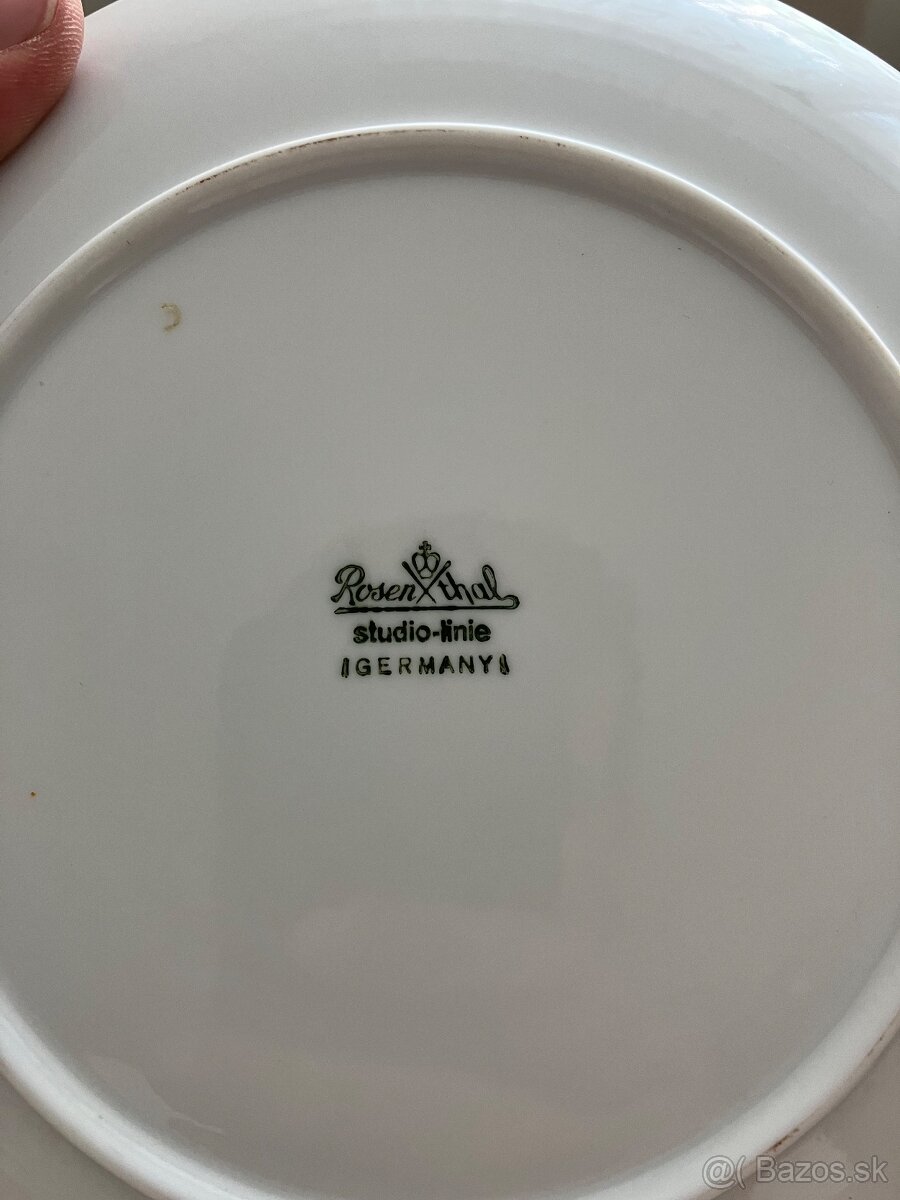 Rosenthal
studio-linie
GERMANY
@( Bazos.sk